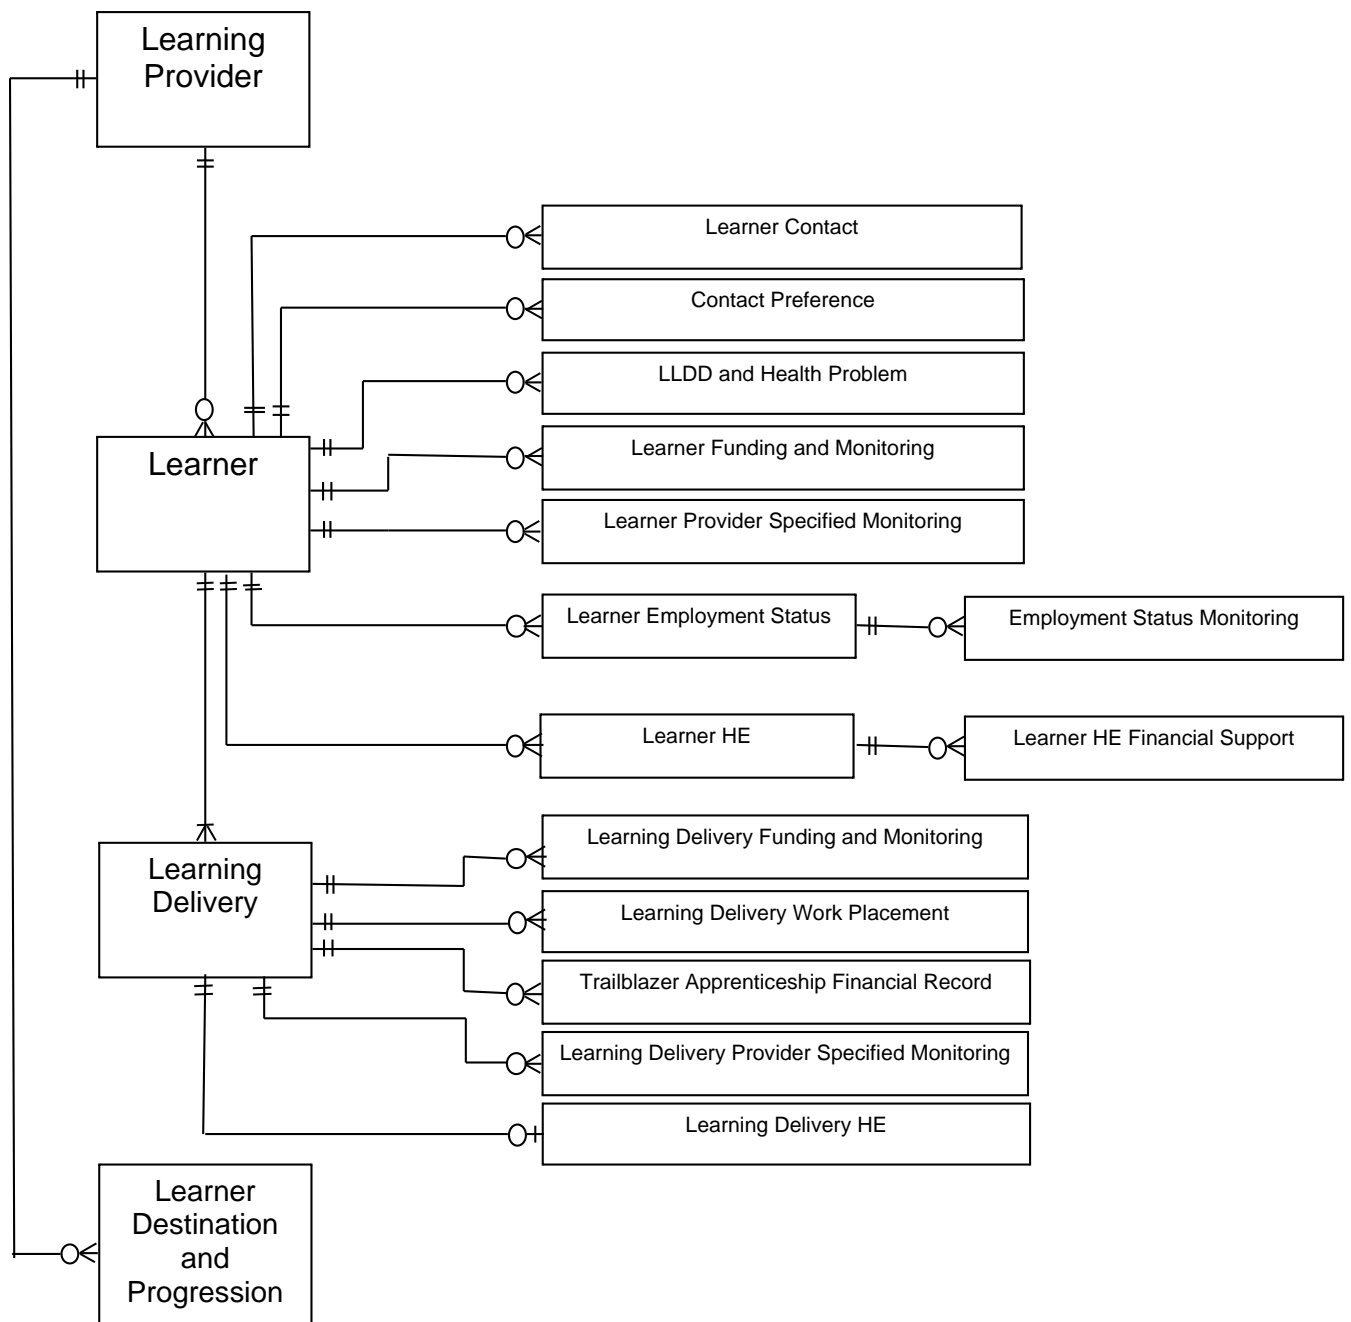 Learning
Provider
Learner Contact
Contact Preference
LLDD and Health Problem
Learner
Learner Funding and Monitoring
Learner Provider Specified Monitoring
Learner Employment Status
Employment Status Monitoring
Learner HE
Learner HE Financial Support
Learning Delivery Funding and Monitoring
Learning
Delivery
Learning Delivery Work Placement
Trailblazer Apprenticeship Financial Record
Learning Delivery Provider Specified Monitoring
Learning Delivery HE
Learner
Destination
and
Progression